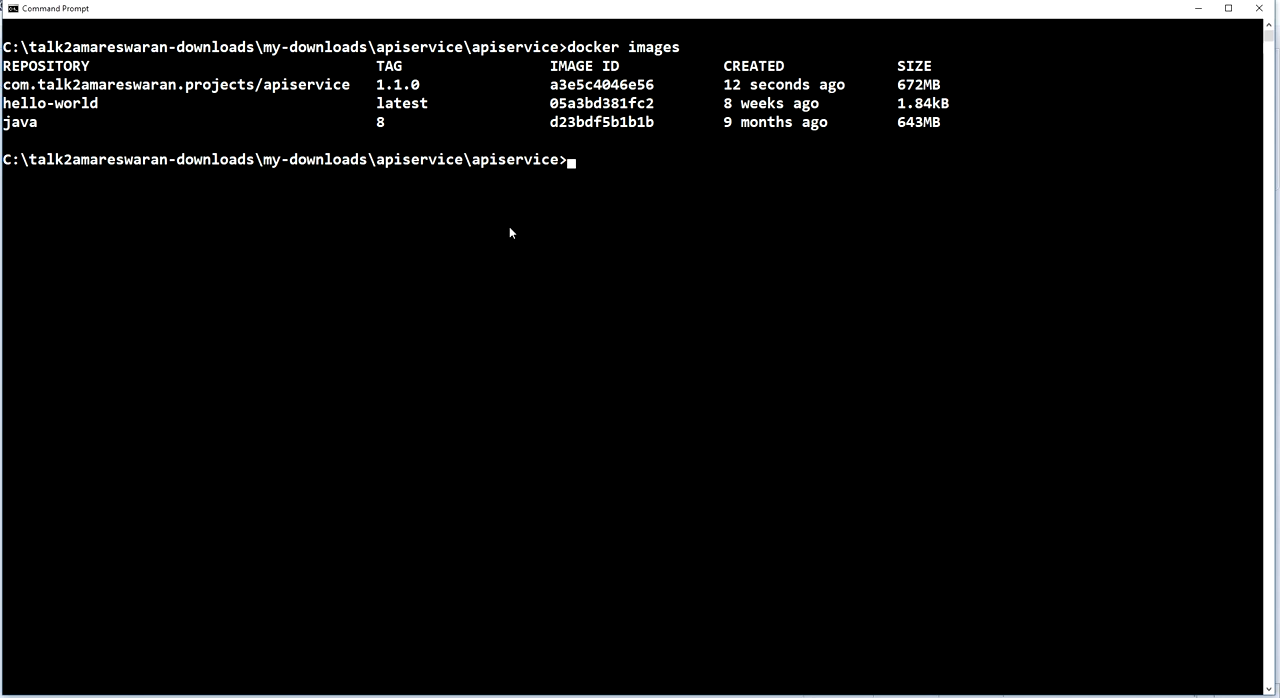 Command Prompt
C:\talk2amareswaran-downloads\my-downloads\apiservice\apiservice>docker images
REPOSITORY TAG IMAGE ID CREATED SIZE
com.talk2amareswaran.projects/apiservice 1.1.0 a3e5c4046e56 12 seconds ago 672MB
hello-world latest 05a3bd381fc2 8 weeks ago 1.84kB
java 8 d23bdf5b1b1b 9 months ago 643MB
C:\talk2amareswaran-downloads\my-downloads\apiservice\apiservice>